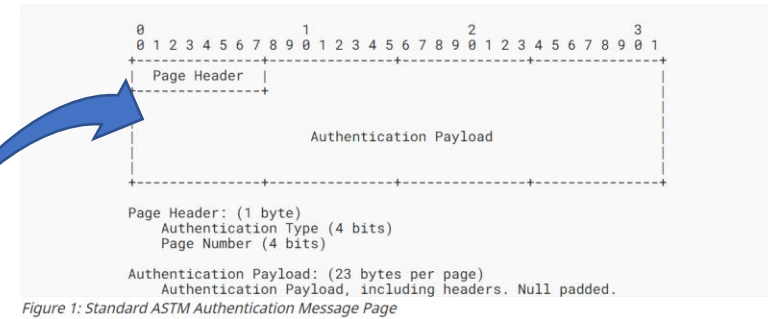 0                   1                   2                   3
0 1 2 3 4 5 6 7 8 9 0 1 2 3 4 5 6 7 8 9 0 1 2 3 4 5 6 7 8 9 0 1
Page Header
Authentication Payload
Page Header: (1 byte)
Authentication Type (4 bits)
Page Number (4 bits)
Authentication Payload: (23 bytes per page)
Authentication Payload, including headers. Null padded.
Figure 1: Standard ASTM Authentication Message Page